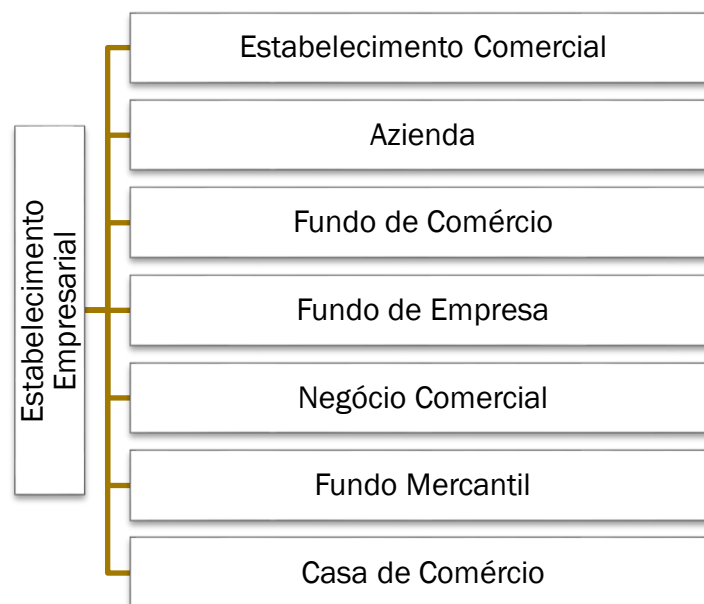 Estabelecimento
Empresarial
Estabelecimento Comercial
Azienda
Fundo de Comércio
Fundo de Empresa
Negócio Comercial
Fundo Mercantil
Casa de Comércio